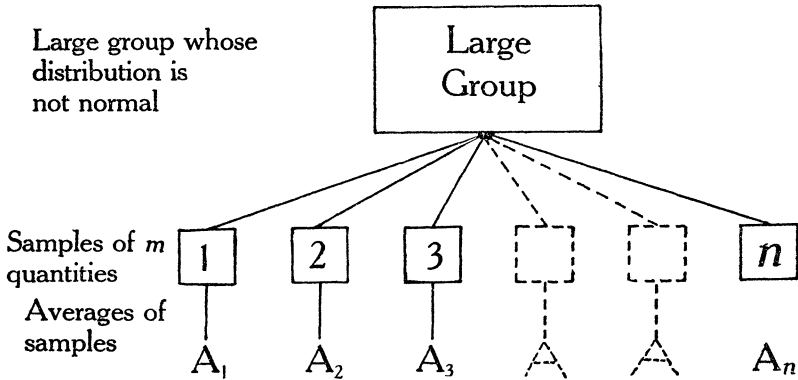 Large group whose
distribution is
not normal
Large
Group
Samples of m
quantities
1 2 3 n
Averages of
samples
A₁ A₂ A₃ A A Aₙ